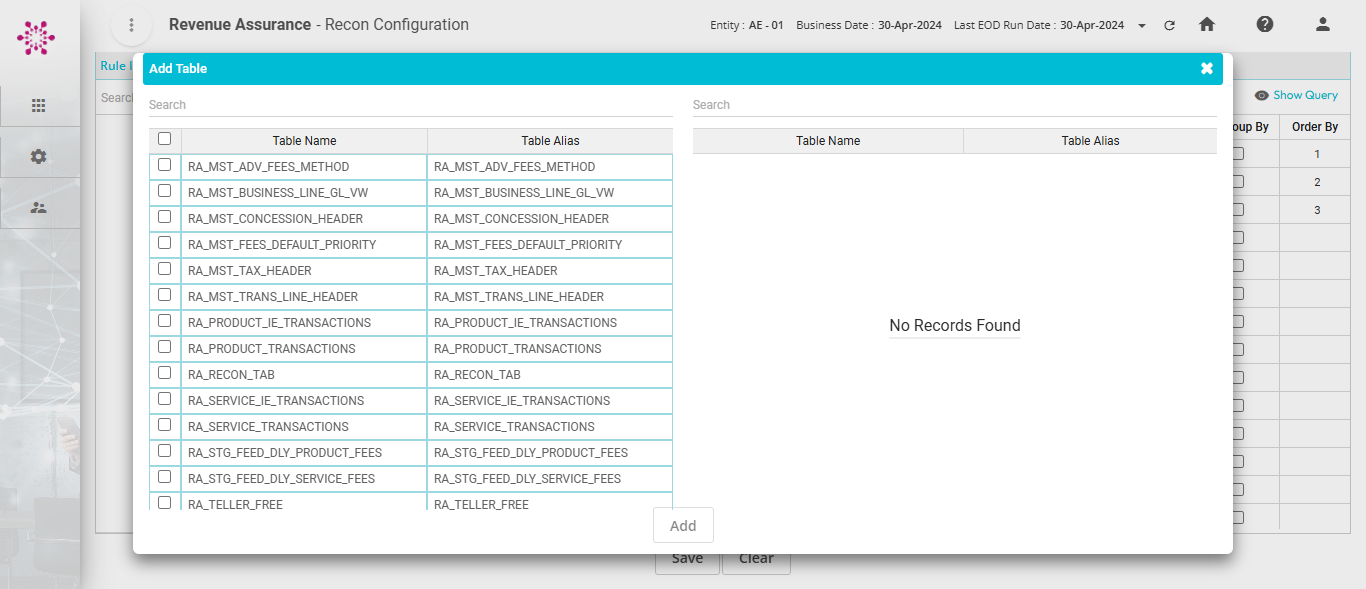 Revenue Assurance - Recon Configuration
Entity : AE - 01 Business Date : 30-Apr-2024 Last EOD Run Date : 30-Apr-2024
Rule
Add Table
Search
Search
Search
Show Query
Table Name Table Alias
Table Name Table Alias
oup By Order By
RA_MST_ADV_FEES_METHOD RA_MST_ADV_FEES_METHOD
1
RA_MST_BUSINESS_LINE_GL_VW RA_MST_BUSINESS_LINE_GL_VW
2
RA_MST_CONCESSION_HEADER RA_MST_CONCESSION_HEADER
3
RA_MST_FEES_DEFAULT_PRIORITY RA_MST_FEES_DEFAULT_PRIORITY
RA_MST_TAX_HEADER RA_MST_TAX_HEADER
RA_MST_TRANS_LINE_HEADER RA_MST_TRANS_LINE_HEADER
RA_PRODUCT_IE_TRANSACTIONS RA_PRODUCT_IE_TRANSACTIONS
No Records Found
RA_PRODUCT_TRANSACTIONS RA_PRODUCT_TRANSACTIONS
RA_RECON_TAB RA_RECON_TAB
RA_SERVICE_IE_TRANSACTIONS RA_SERVICE_IE_TRANSACTIONS
RA_SERVICE_TRANSACTIONS RA_SERVICE_TRANSACTIONS
RA_STG_FEED_DLY_PRODUCT_FEES RA_STG_FEED_DLY_PRODUCT_FEES
RA_STG_FEED_DLY_SERVICE_FEES RA_STG_FEED_DLY_SERVICE_FEES
RA_TELLER_FREE RA_TELLER_FREE
Add
Save Clear